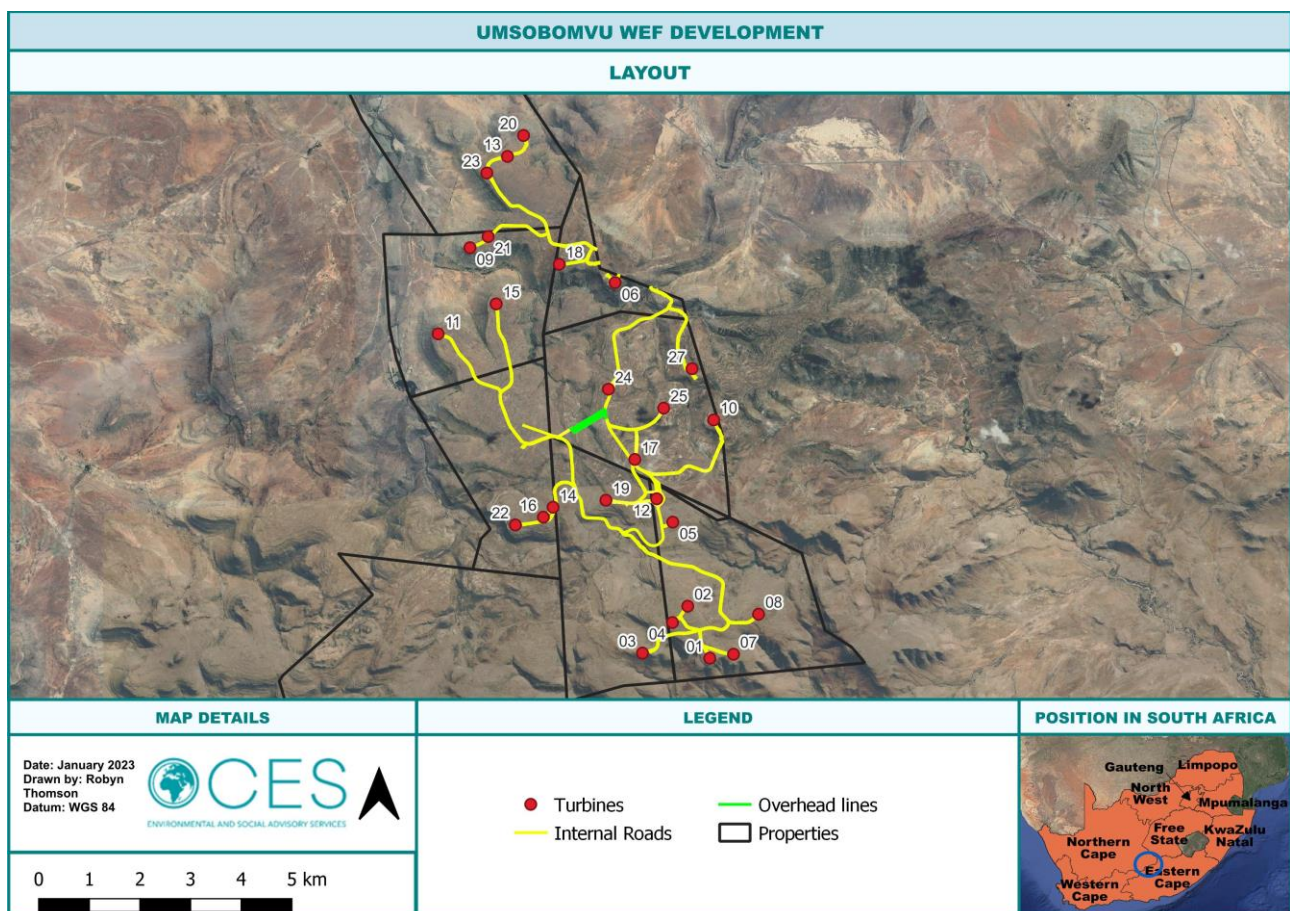 UMSOBOMVU WEF DEVELOPMENT
LAYOUT
20
13
23
21
09
18
06
15
11
27
24
25
10
17
19
12
14
16
22
05
02
08
04
03
01
07
MAP DETAILS
LEGEND
POSITION IN SOUTH AFRICA
Date: January 2023
Drawn by: Robyn
Thomson
Datum: WGS 84
CES
ENVIRONMENTAL AND SOCIAL ADVISORY SERVICES
0 1 2 3 4 5 km
Turbines
Overhead lines
Internal Roads
Properties
Limpopo
Gauteng
North
West
Mpumalanga
Free
State
KwaZulu
Natal
Northern
Cape
Eastern
Cape
Western
Cape